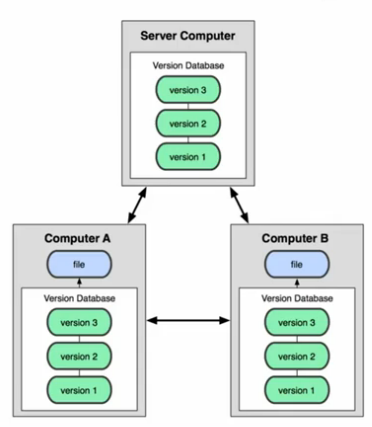 Server Computer
Version Database
version 3
version 2
version 1
Computer A
file
Version Database
version 3
version 2
version 1
Computer B
file
Version Database
version 3
version 2
version 1